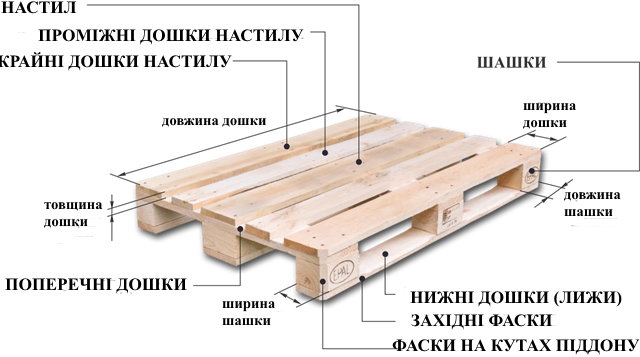 НАСТИЛ
ПРОМІЖНІ ДОШКИ НАСТИЛУ
КРАЙНІ ДОШКИ НАСТИЛУ
ШАШКИ
довжина дошки
ширина
дошки
товщина
дошки
довжина
шашки
ПОПЕРЕЧНІ ДОШКИ
ширина
шашки
EPAL
НИЖНІ ДОШКИ (ЛИЖИ)
ЗАХІДНІ ФАСКИ
ФАСКИ НА КУТАХ ПІДДОНУ